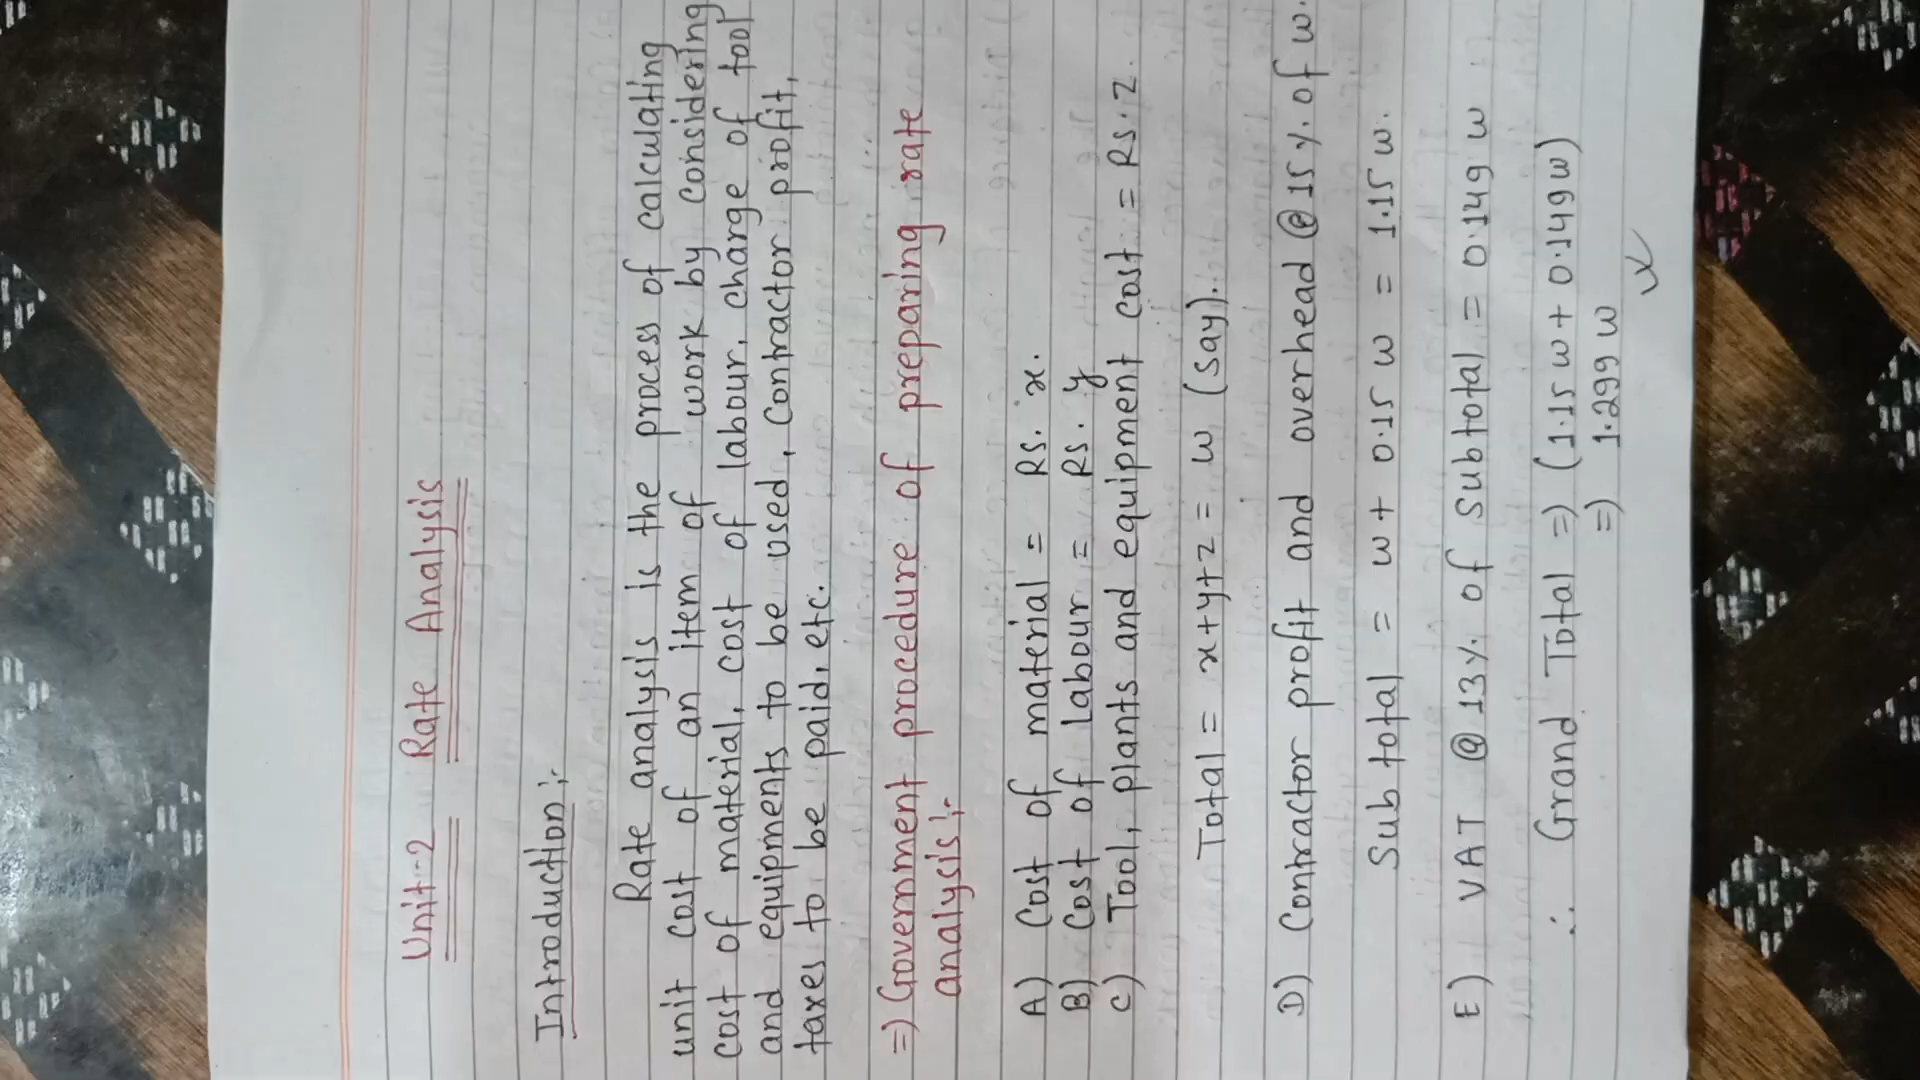 Unit-2 Rate Analysis
Introduction:-
Rate analysis is the process of calculating
unit cost of an item of work by considering
cost of material, cost of labour, charge of tool
and equipments to be used, contractor profit,
taxes to be paid, etc.
=) Government procedure of preparing rate
analysis:-
A) Cost of material = RS. x.
B) Cost of labour = RS. y
C) Tool, plants and equipment cost = RS. z.
Total = x+y+z = w (say).
D) Contractor profit and overhead @ 15%. of w.
Sub total = w + 0.15 w = 1.15 w.
E) VAT @ 13%. of subtotal = 0.149 w
∴ Grand Total =) (1.15 w + 0.149 w)
=) 1.299 w